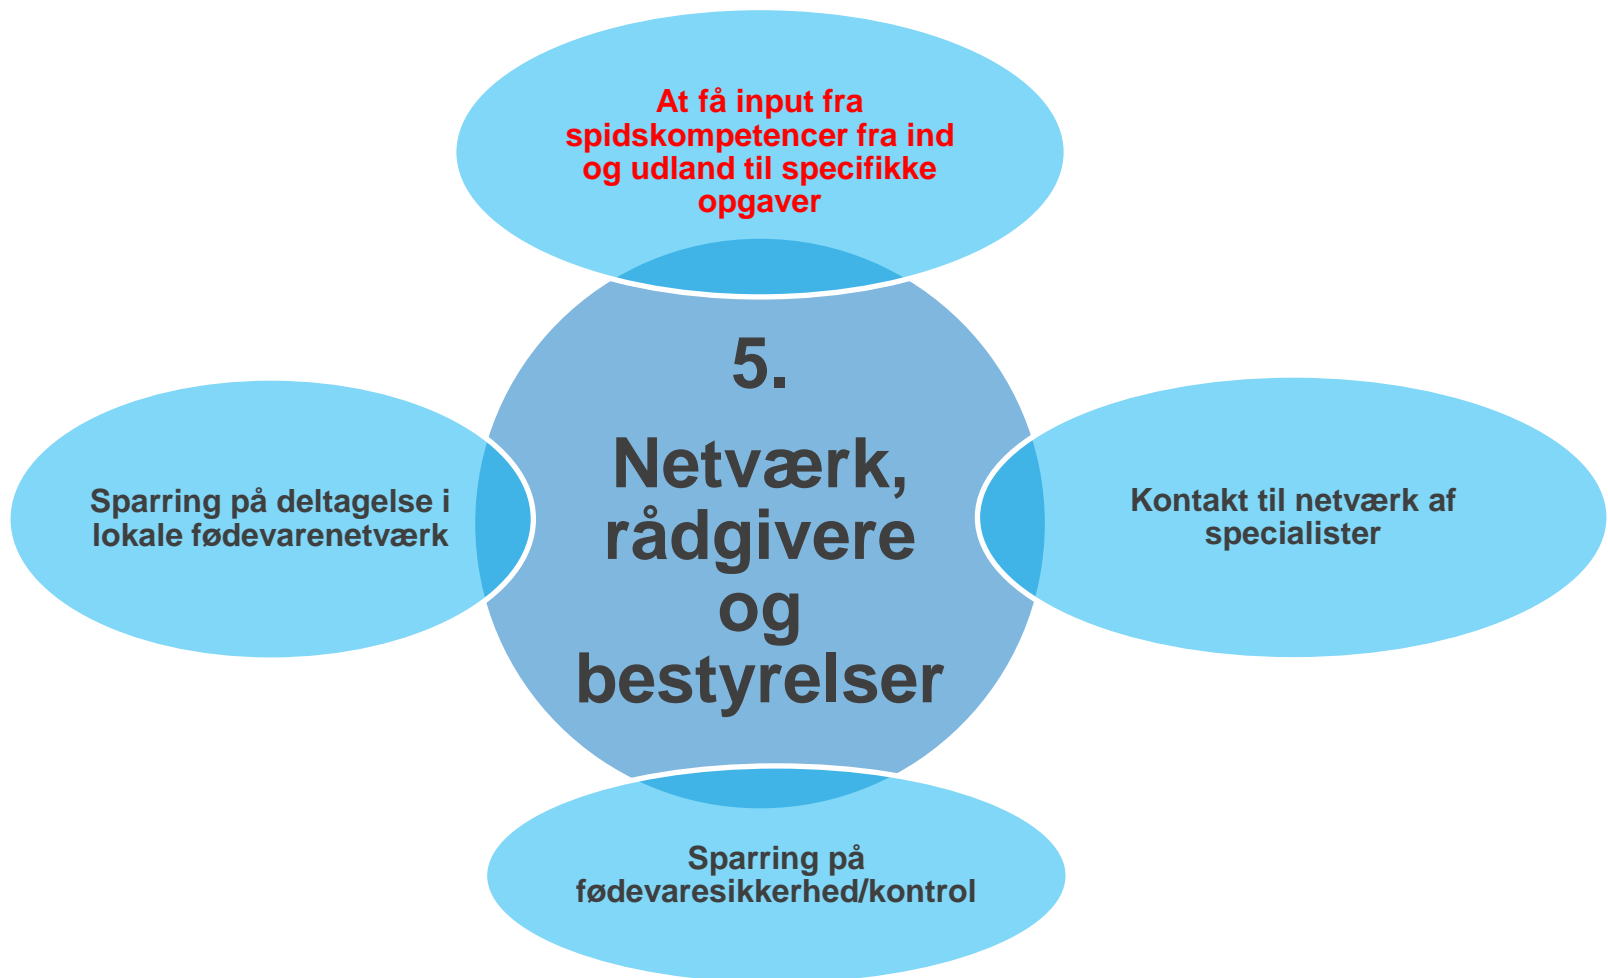 At få input fra
spidskompetencer fra ind
og udland til specifikke
opgaver
5.
Netværk,
rådgivere
og
bestyrelser
Sparring på deltagelse i
lokale fødevarenetværk
Kontakt til netværk af
specialister
Sparring på
fødevaresikkerhed/kontrol